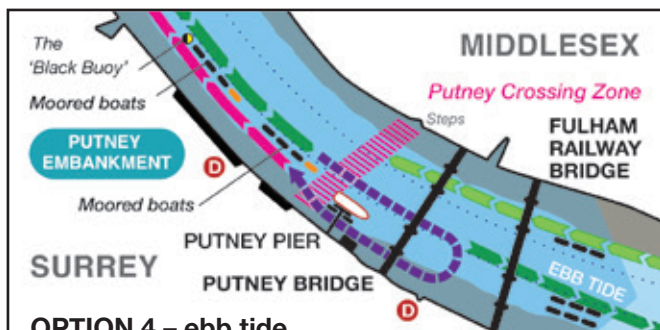 The
'Black Buoy'
Moored boats
PUTNEY
EMBANKMENT
D
Moored boats
PUTNEY PIER
SURREY
PUTNEY BRIDGE
D
MIDDLESEX
Putney Crossing Zone
Steps
FULHAM
RAILWAY
BRIDGE
EBB TIDE
OPTION 4 – ebb tide